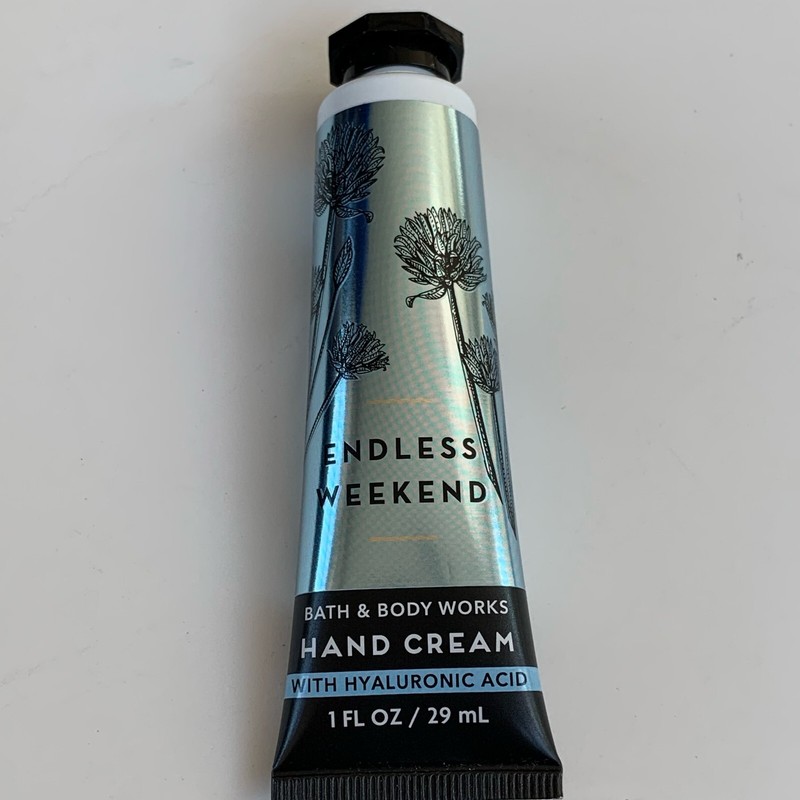 ENDLESS
WEEKEND
BATH & BODY WORKS
HAND CREAM
WITH HYALURONIC ACID
1 FL OZ / 29 mL